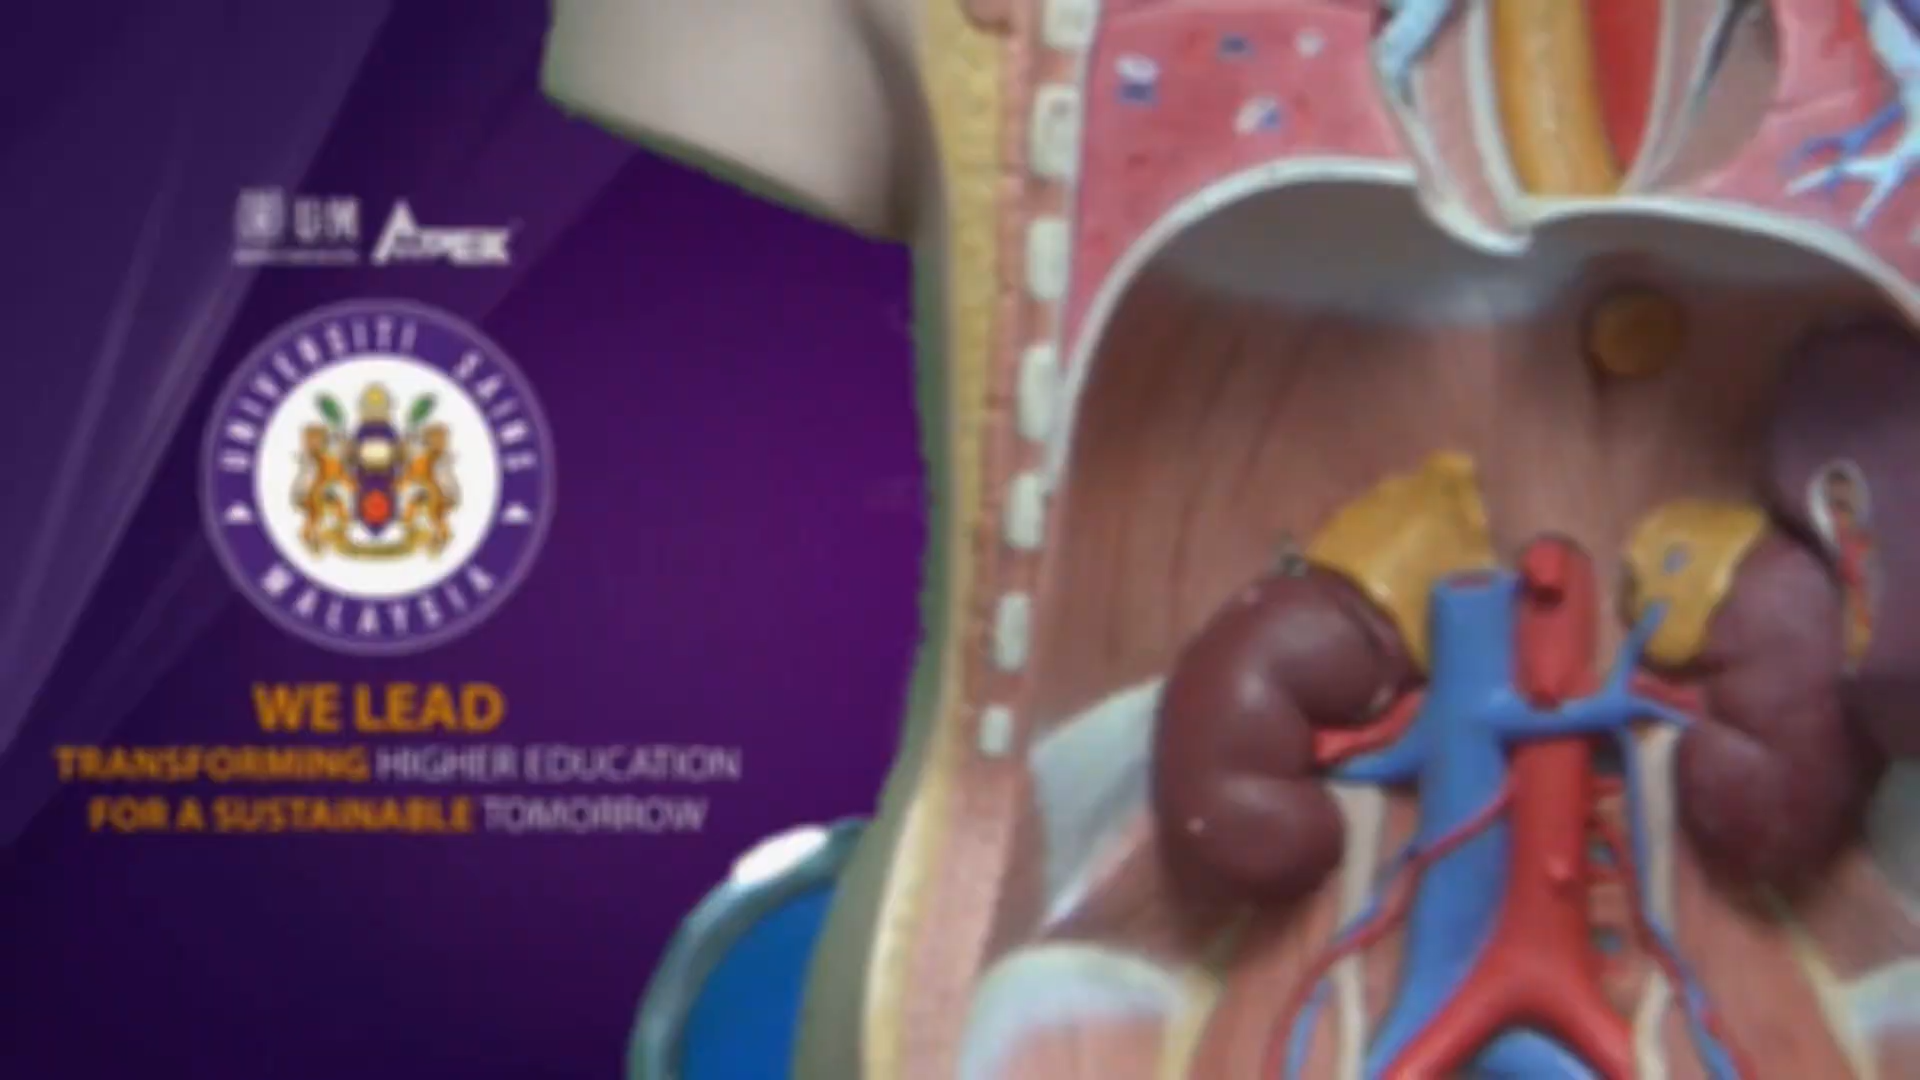 UNIVERSITI SAINS
MALAYSIA
WE LEAD
TRANSFORMING HIGHER EDUCATION
FOR A SUSTAINABLE TOMORROW